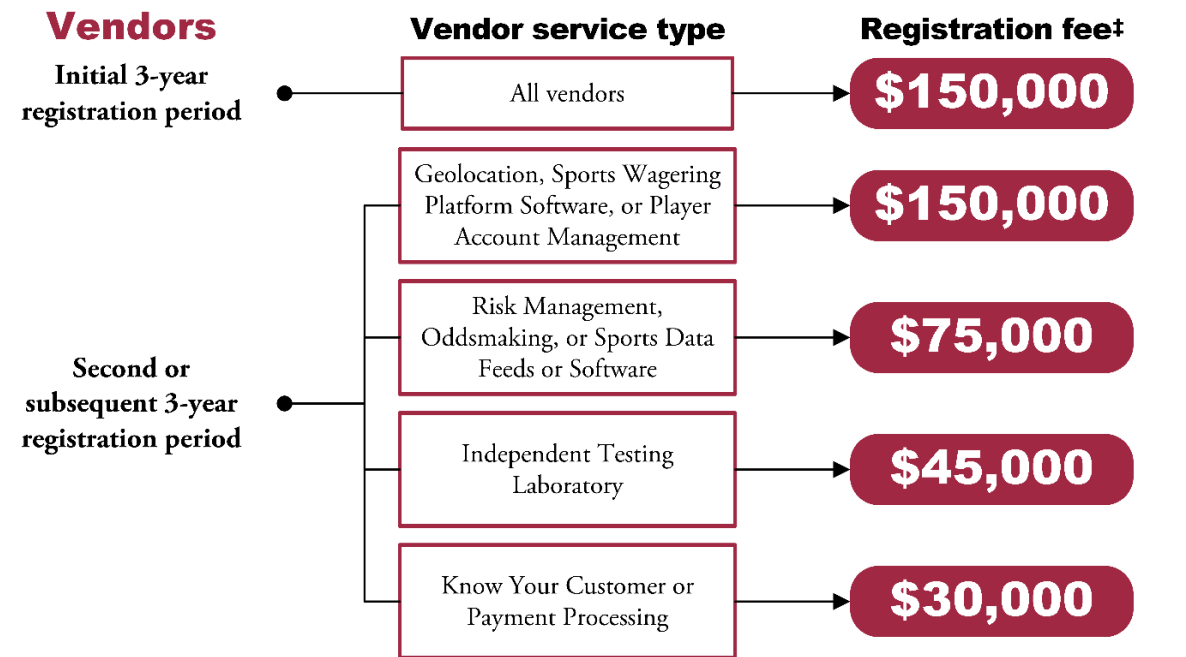 Vendors
Vendor service type
Registration fee‡
Initial 3-year
registration period
All vendors
$150,000
Geolocation, Sports Wagering
Platform Software, or Player
Account Management
$150,000
Second or
subsequent 3-year
registration period
Risk Management,
Oddsmaking, or Sports Data
Feeds or Software
$75,000
Independent Testing
Laboratory
$45,000
Know Your Customer or
Payment Processing
$30,000